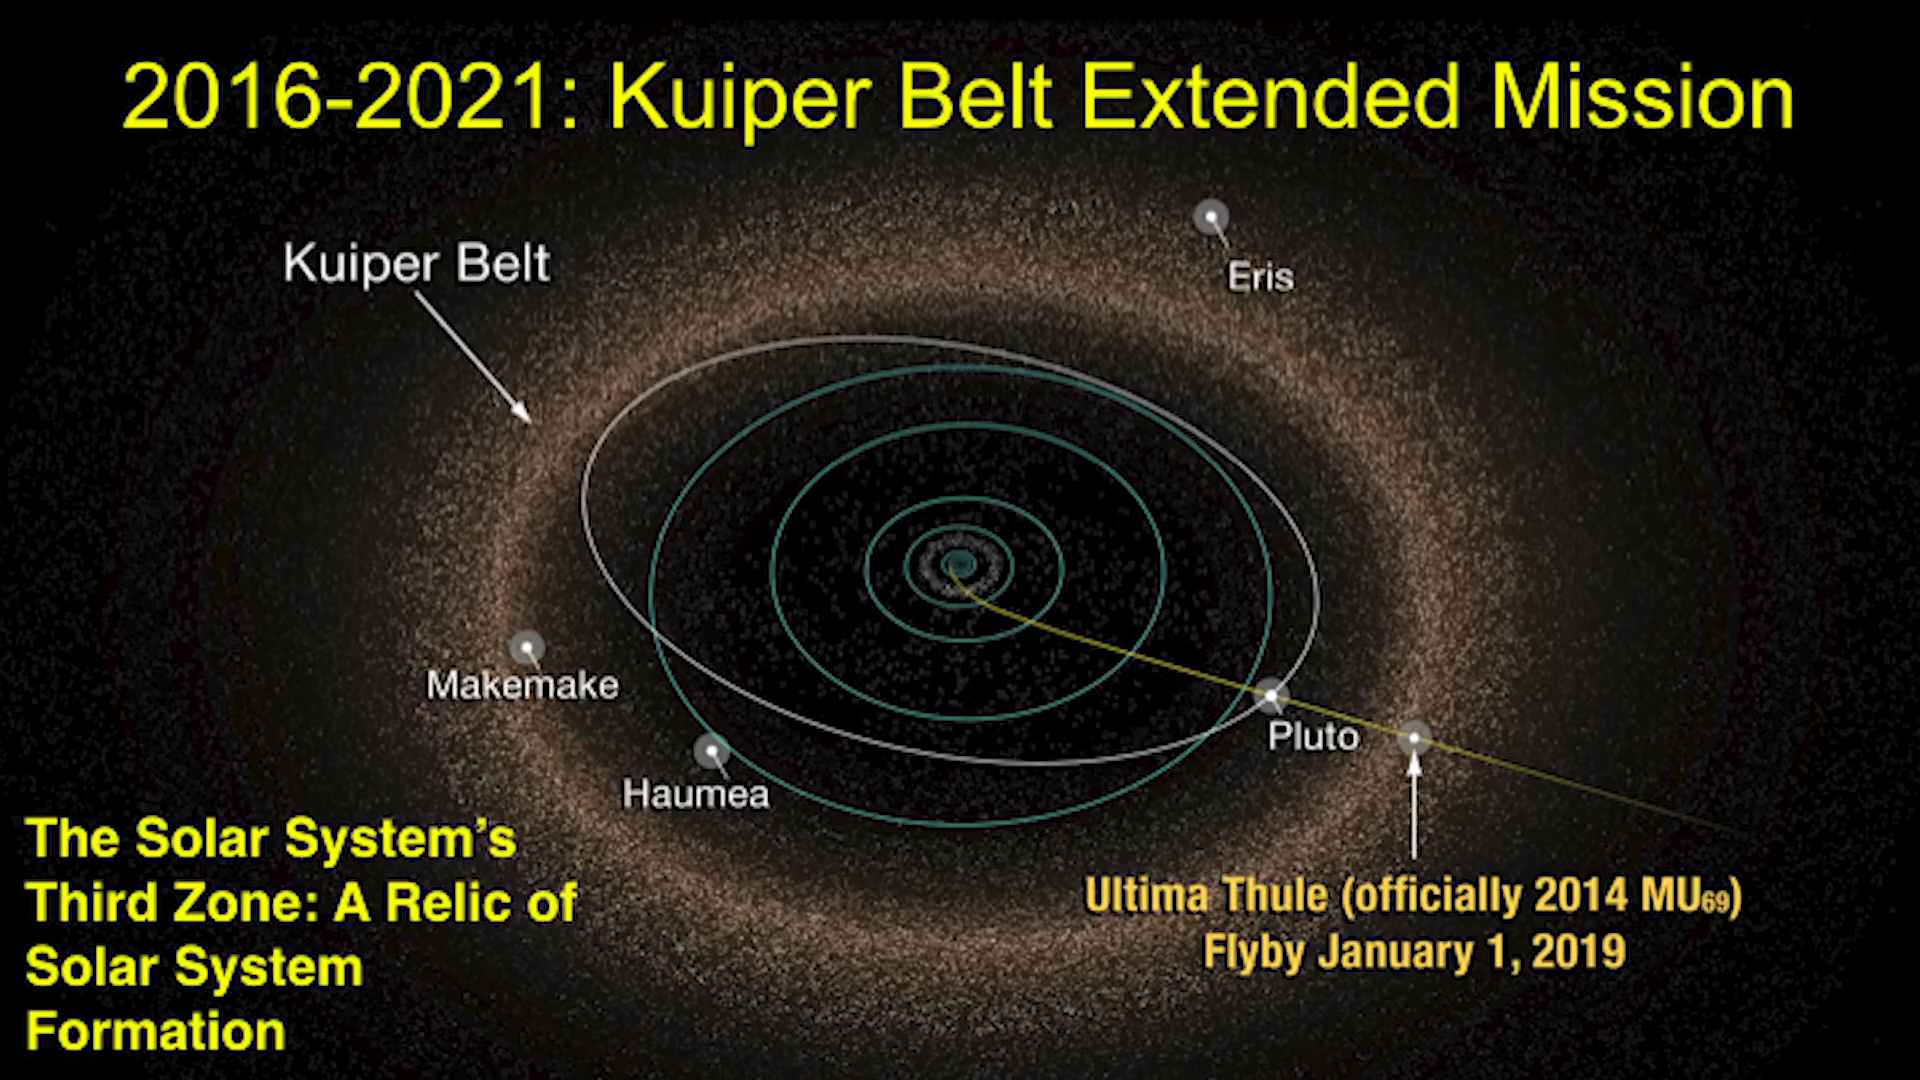 2016-2021: Kuiper Belt Extended Mission
Eris
Kuiper Belt
Makemake
Pluto
Haumea
The Solar System’s
Third Zone: A Relic of
Solar System
Formation
Ultima Thule (officially 2014 MU₆₉)
Flyby January 1, 2019